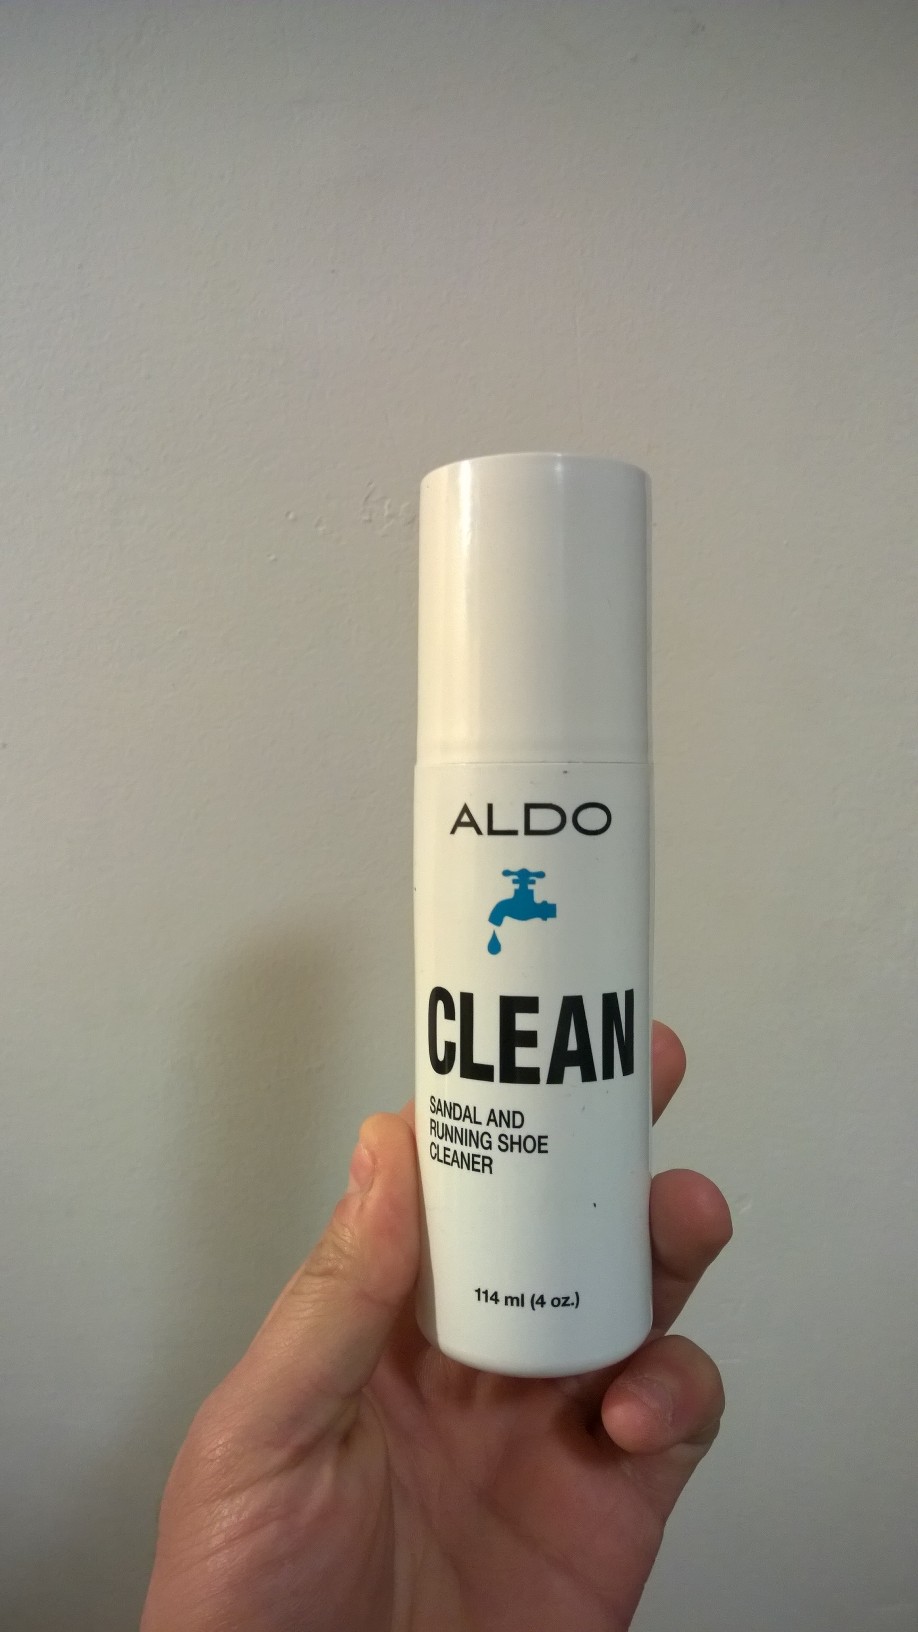 ALDO
CLEAN
SANDAL AND
RUNNING SHOE
CLEANER
114 ml (4 oz.)